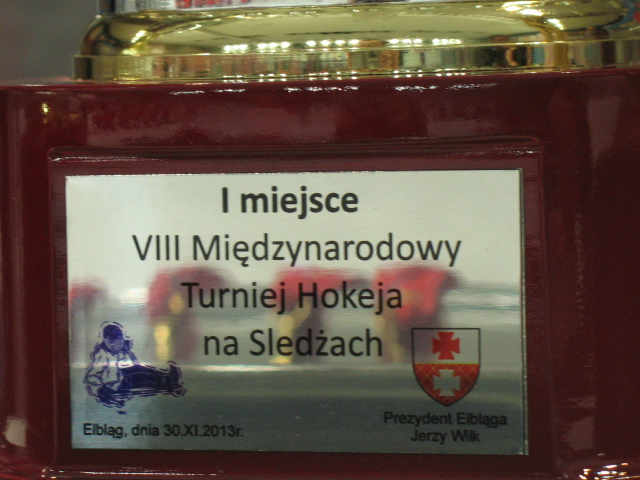 I miejsce
VIII Międzynarodowy
Turniej Hokeja
na Sledżach
Elbląg, dnia 30.XI.2013r.
Prezydent Elbląga
Jerzy Wilk